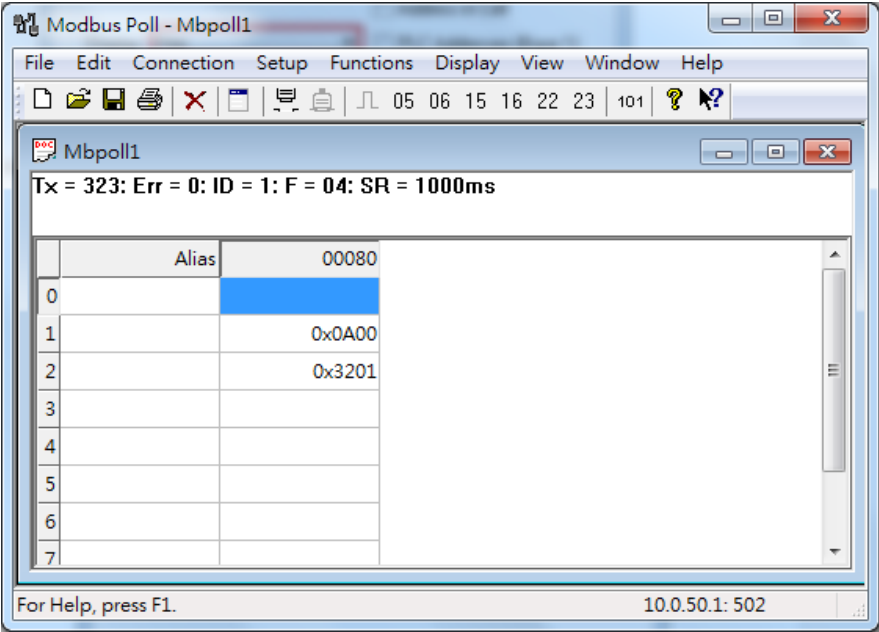 Modbus Poll - Mbpoll1
File Edit Connection Setup Functions Display View Window Help
05 06 15 16 22 23 101
Mbpoll1
Tx = 323: Err = 0: ID = 1: F = 04: SR = 1000ms
Alias 00080
0
1 0x0A00
2 0x3201
3
4
5
6
7
For Help, press F1. 10.0.50.1: 502